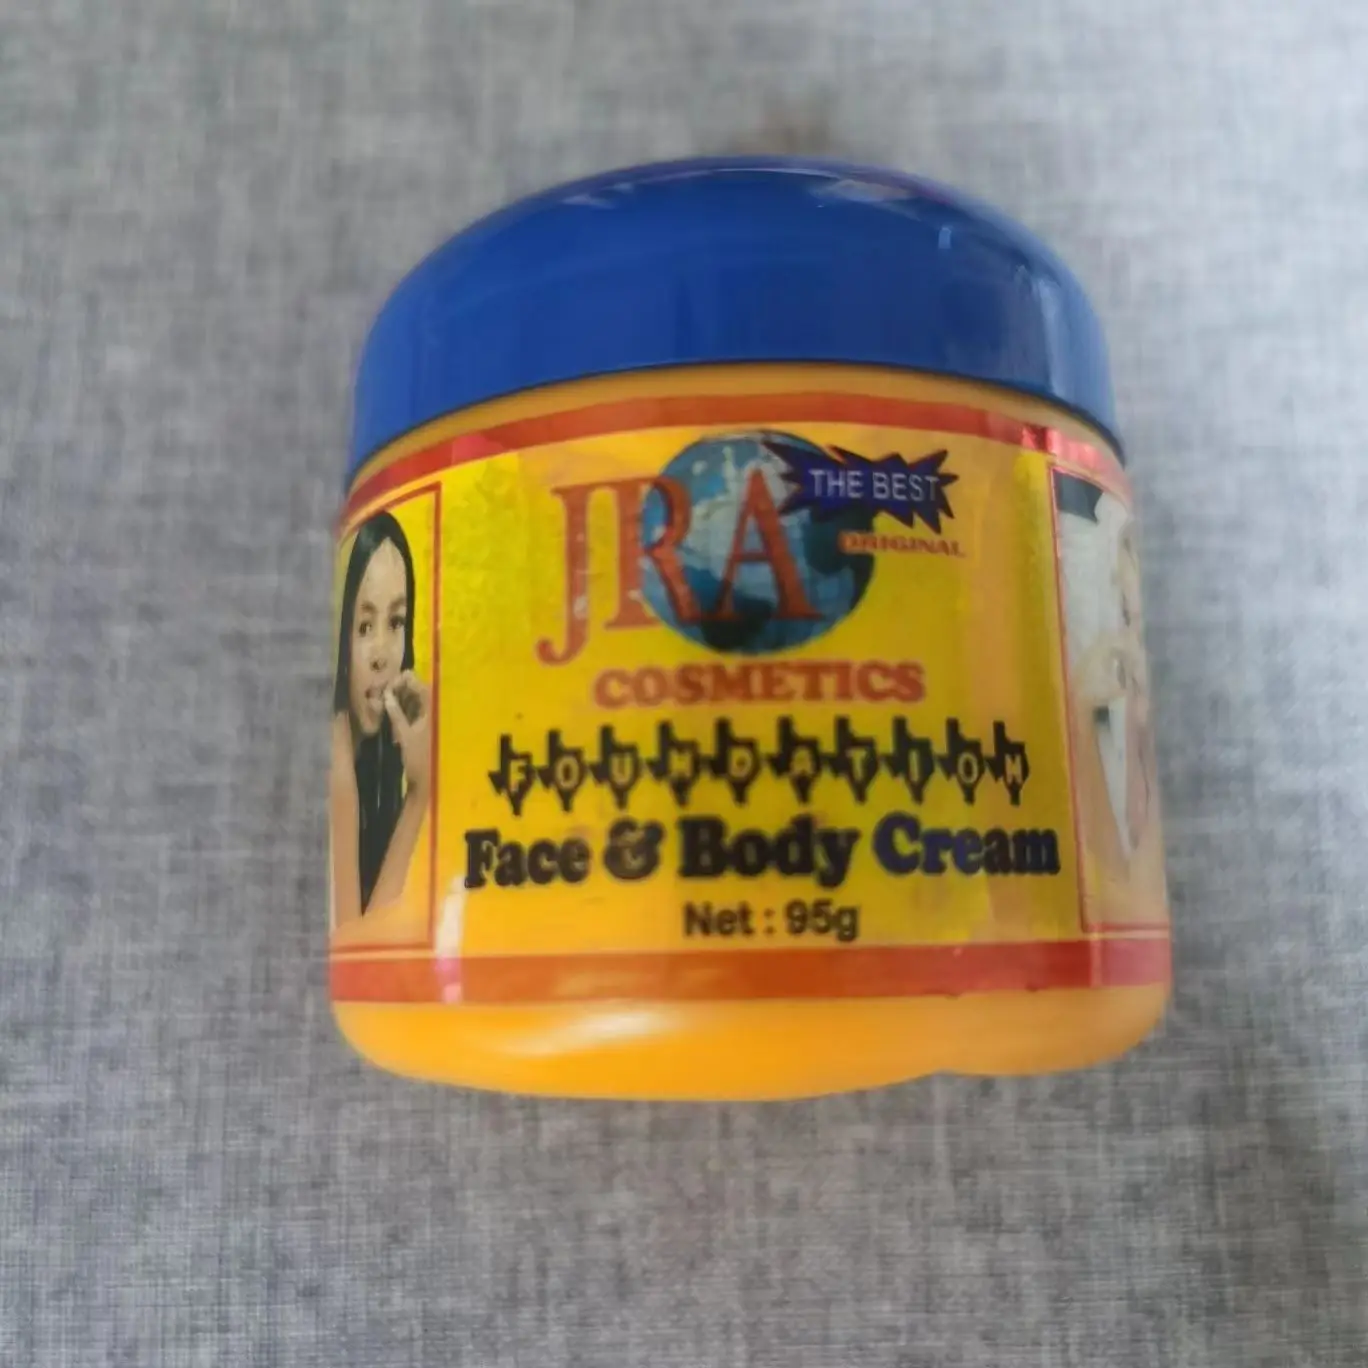 JRA
THE BEST
ORIGINAL
COSMETICS
FOUNDATION
Face & Body Cream
Net : 95g